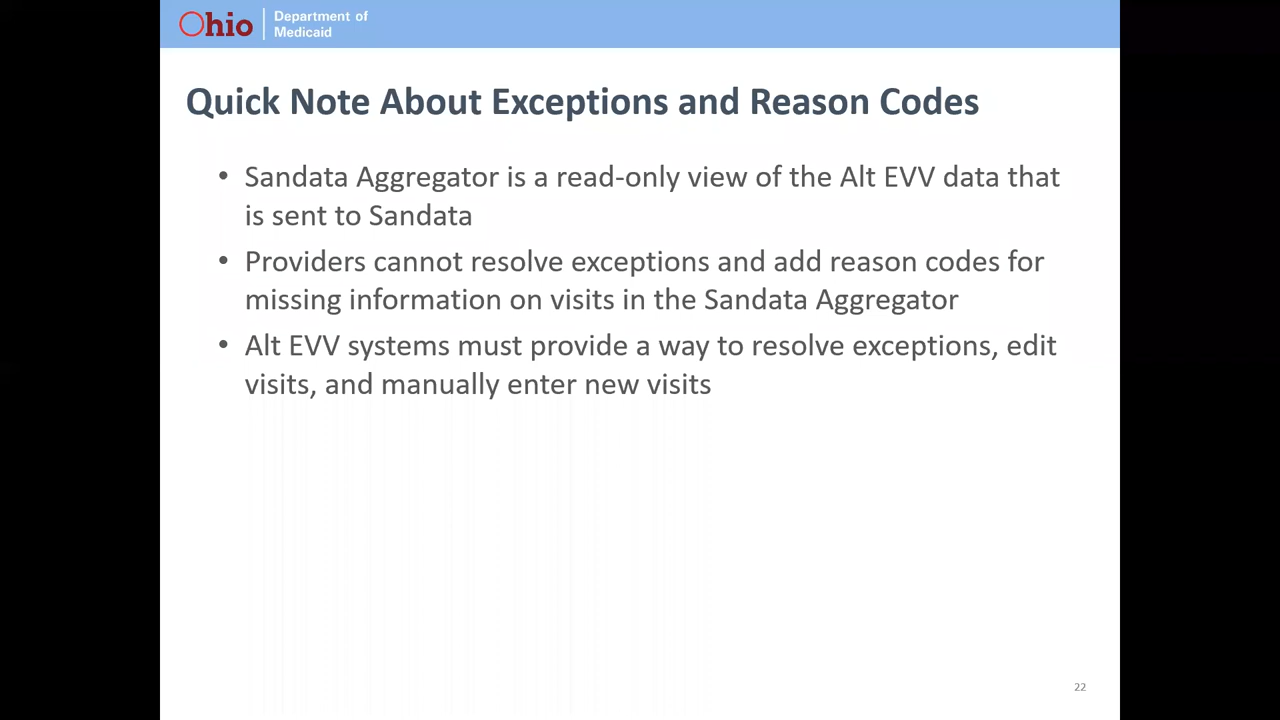 Ohio
Department of
Medicaid
Quick Note About Exceptions and Reason Codes
• Sandata Aggregator is a read-only view of the Alt EVV data that
is sent to Sandata
• Providers cannot resolve exceptions and add reason codes for
missing information on visits in the Sandata Aggregator
• Alt EVV systems must provide a way to resolve exceptions, edit
visits, and manually enter new visits
22